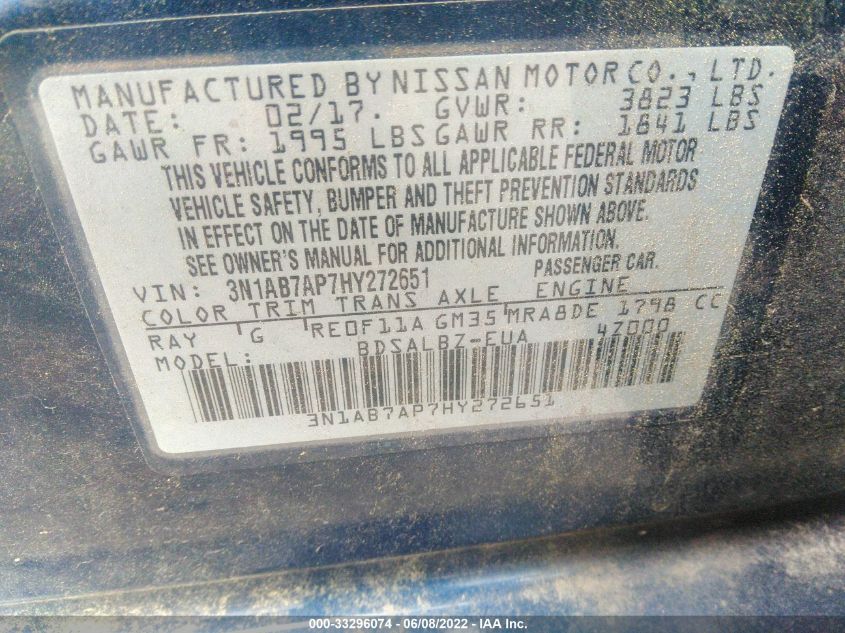 MANUFACTURED BY NISSAN MOTOR CO., LTD.
DATE: 02/17. GVWR: 3823 LBS
GAWR FR: 1995 LBS GAWR RR: 1841 LBS
THIS VEHICLE CONFORMS TO ALL APPLICABLE FEDERAL MOTOR
VEHICLE SAFETY, BUMPER AND THEFT PREVENTION STANDARDS
IN EFFECT ON THE DATE OF MANUFACTURE SHOWN ABOVE.
SEE OWNER'S MANUAL FOR ADDITIONAL INFORMATION.
VIN: 3N1AB7AP7HY272651 PASSENGER CAR.
COLOR TRIM TRANS AXLE ENGINE
RAY G RE0F11A GM35 MRA8DE 1798 CC
MODEL: BDSALBZ-EUA 4Z000
3N1AB7AP7HY272651
000-33296074 - 06/08/2022 - IAA Inc.